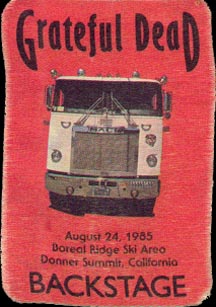 Grateful Dead
August 24, 1985
Boreal Ridge Ski Area
Donner Summit, California
BACKSTAGE